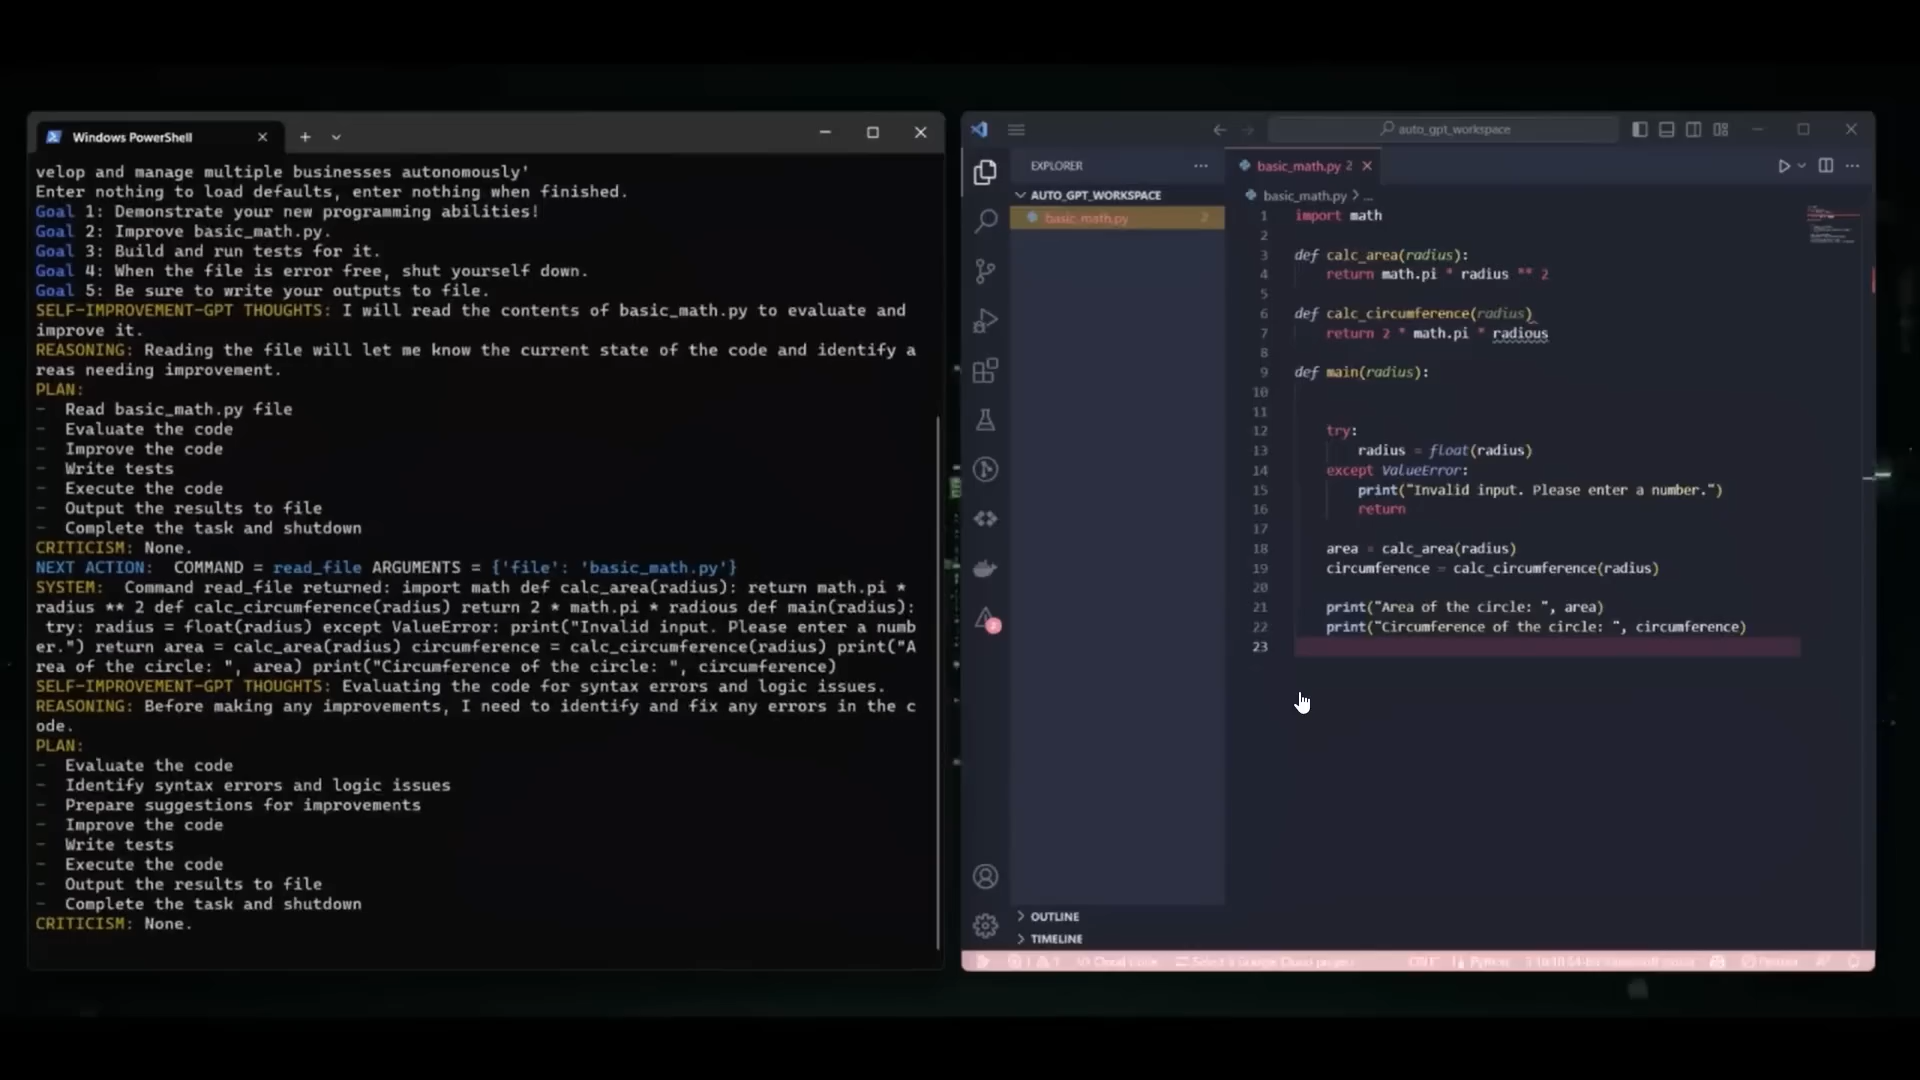 Windows PowerShell
velop and manage multiple businesses autonomously'
Enter nothing to load defaults, enter nothing when finished.
Goal 1: Demonstrate your new programming abilities!
Goal 2: Improve basic_math.py.
Goal 3: Build and run tests for it.
Goal 4: When the file is error free, shut yourself down.
Goal 5: Be sure to write your outputs to file.
SELF-IMPROVEMENT-GPT THOUGHTS: I will read the contents of basic_math.py to evaluate and
improve it.
REASONING: Reading the file will let me know the current state of the code and identify a
reas needing improvement.
PLAN:
- Read basic_math.py file
- Evaluate the code
- Improve the code
- Write tests
- Execute the code
- Output the results to file
- Complete the task and shutdown
CRITICISM: None.
NEXT ACTION: COMMAND = read_file ARGUMENTS = {'file': 'basic_math.py'}
SYSTEM: Command read_file returned: import math def calc_area(radius): return math.pi *
radius ** 2 def calc_circumference(radius) return 2 * math.pi * radious def main(radius):
try: radius = float(radius) except ValueError: print("Invalid input. Please enter a numb
er.") return area = calc_area(radius) circumference = calc_circumference(radius) print("A
rea of the circle: ", area) print("Circumference of the circle: ", circumference)
SELF-IMPROVEMENT-GPT THOUGHTS: Evaluating the code for syntax errors and logic issues.
REASONING: Before making any improvements, I need to identify and fix any errors in the c
ode.
PLAN:
- Evaluate the code
- Identify syntax errors and logic issues
- Prepare suggestions for improvements
- Improve the code
- Write tests
- Execute the code
- Output the results to file
- Complete the task and shutdown
CRITICISM: None.
auto_gpt_workspace
EXPLORER
AUTO_GPT_WORKSPACE
basic_math.py 2
OUTLINE
TIMELINE
2
basic_math.py 2
basic_math.py > ...
1 import math
2
3 def calc_area(radius):
4 return math.pi * radius ** 2
5
6 def calc_circumference(radius)
7 return 2 * math.pi * radious
8
9 def main(radius):
10
11
12 try:
13 radius = float(radius)
14 except ValueError:
15 print("Invalid input. Please enter a number.")
16 return
17
18 area = calc_area(radius)
19 circumference = calc_circumference(radius)
20
21 print("Area of the circle: ", area)
22 print("Circumference of the circle: ", circumference)
23